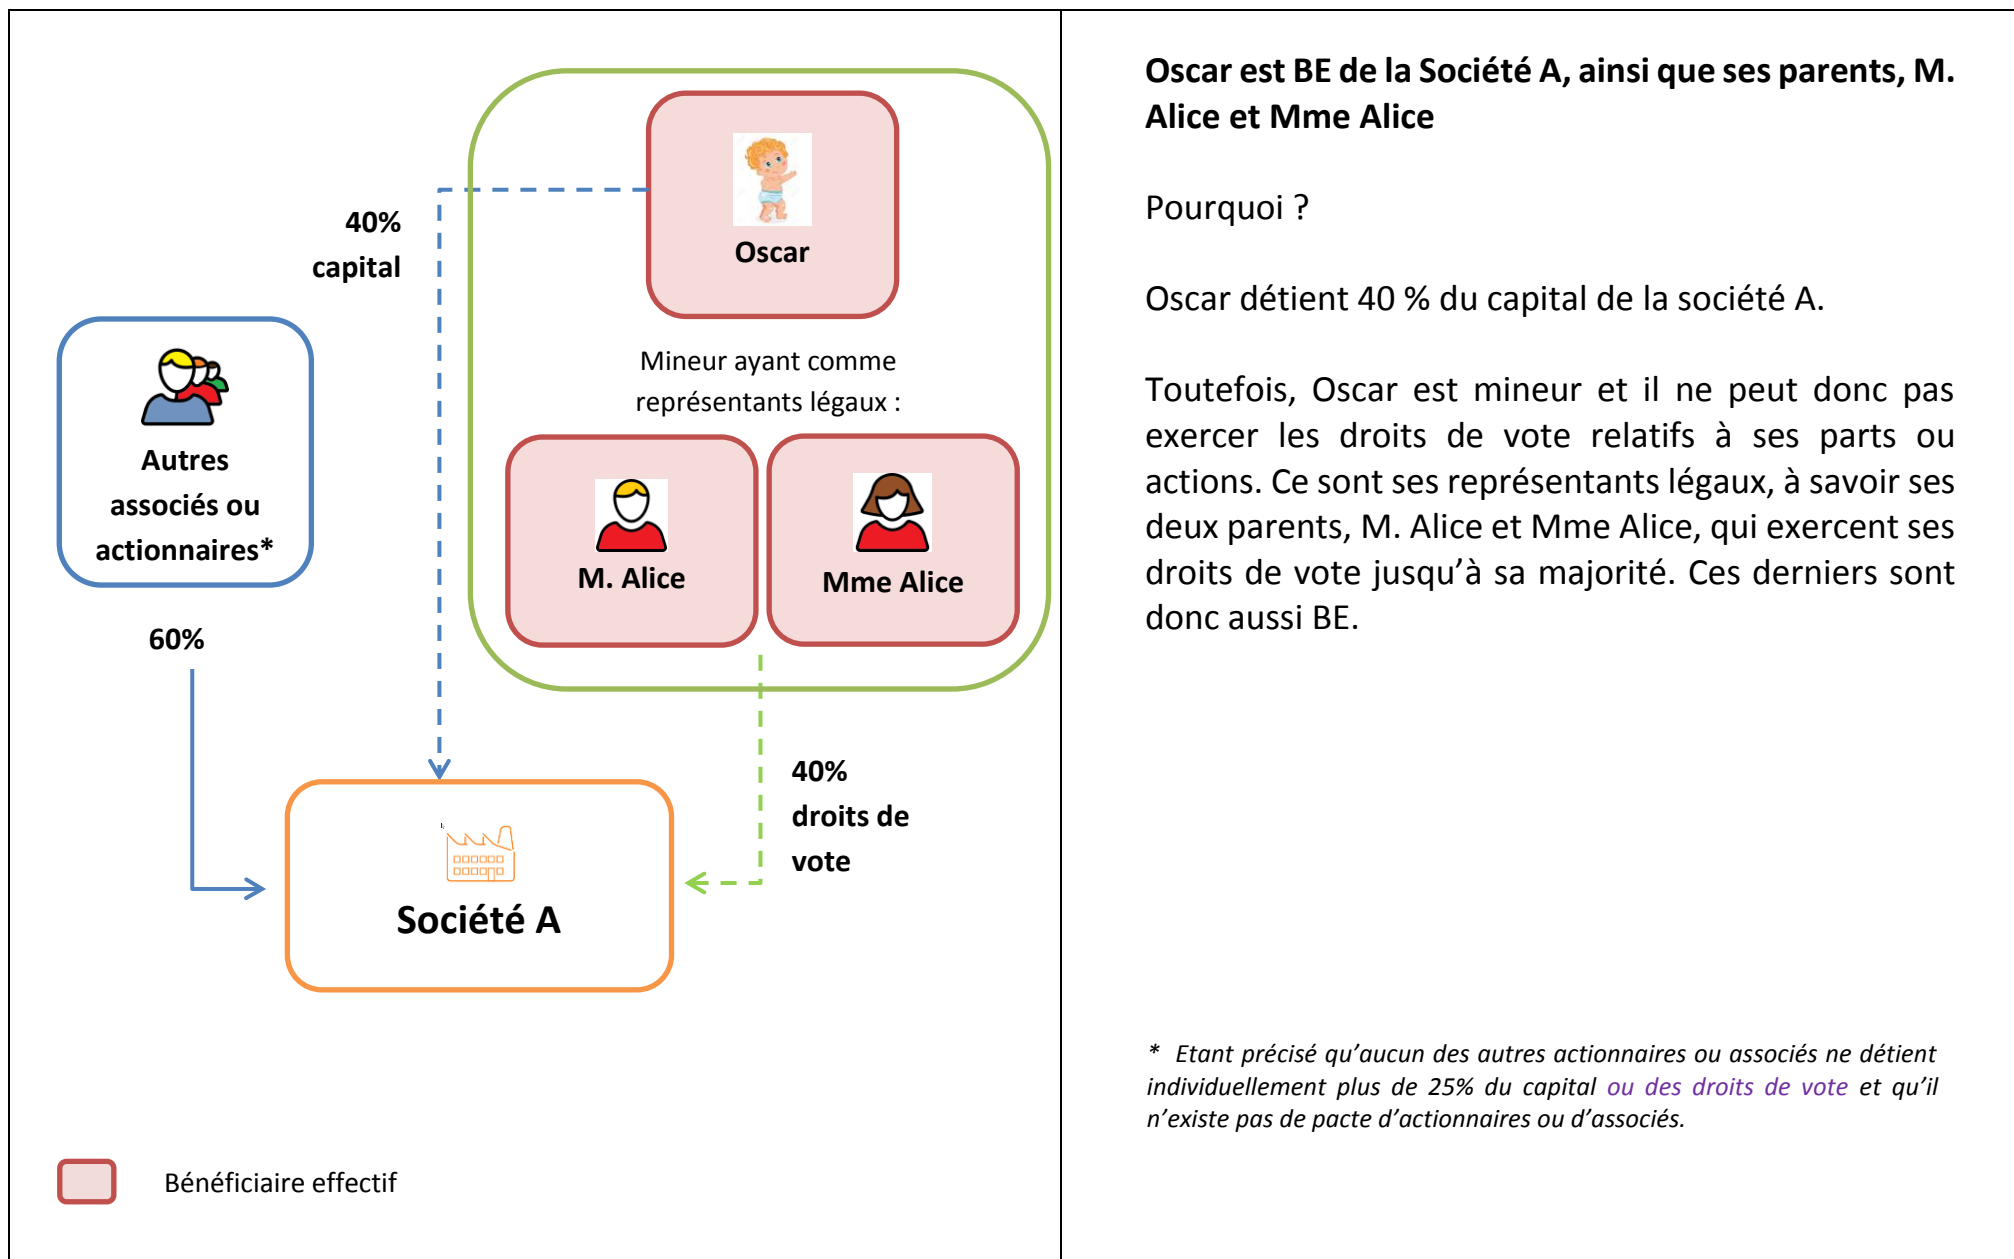 40%
capital
Oscar
Mineur ayant comme
représentants légaux :
Autres
associés ou
actionnaires*
M. Alice
Mme Alice
60%
40%
droits de
vote
Société A
Bénéficiaire effectif
Oscar est BE de la Société A, ainsi que ses parents, M.
Alice et Mme Alice
Pourquoi ?
Oscar détient 40 % du capital de la société A.
Toutefois, Oscar est mineur et il ne peut donc pas
exercer les droits de vote relatifs à ses parts ou
actions. Ce sont ses représentants légaux, à savoir ses
deux parents, M. Alice et Mme Alice, qui exercent ses
droits de vote jusqu’à sa majorité. Ces derniers sont
donc aussi BE.
* Etant précisé qu’aucun des autres actionnaires ou associés ne détient
individuellement plus de 25% du capital ou des droits de vote et qu’il
n’existe pas de pacte d’actionnaires ou d’associés.